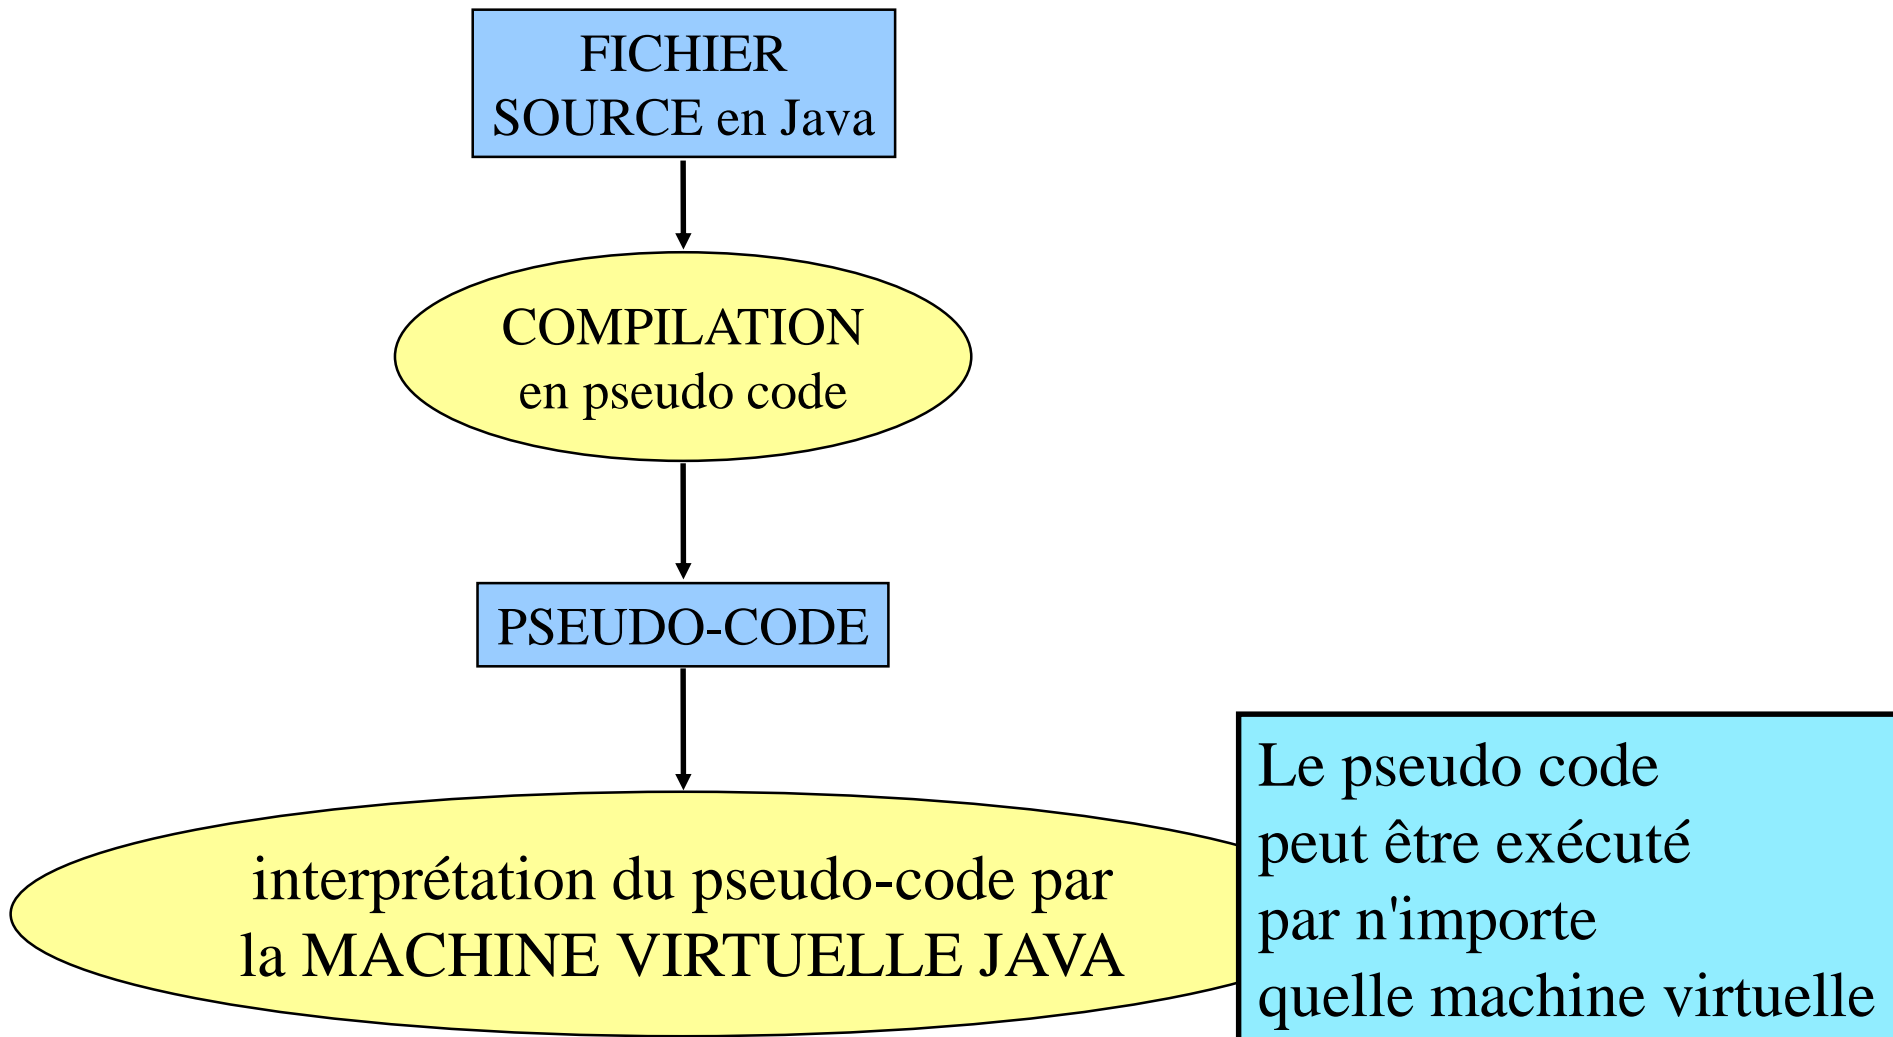 FICHIER
SOURCE en Java
COMPILATION
en pseudo code
PSEUDO-CODE
interprétation du pseudo-code par
la MACHINE VIRTUELLE JAVA
Le pseudo code
peut être exécuté
par n'importe
quelle machine virtuelle